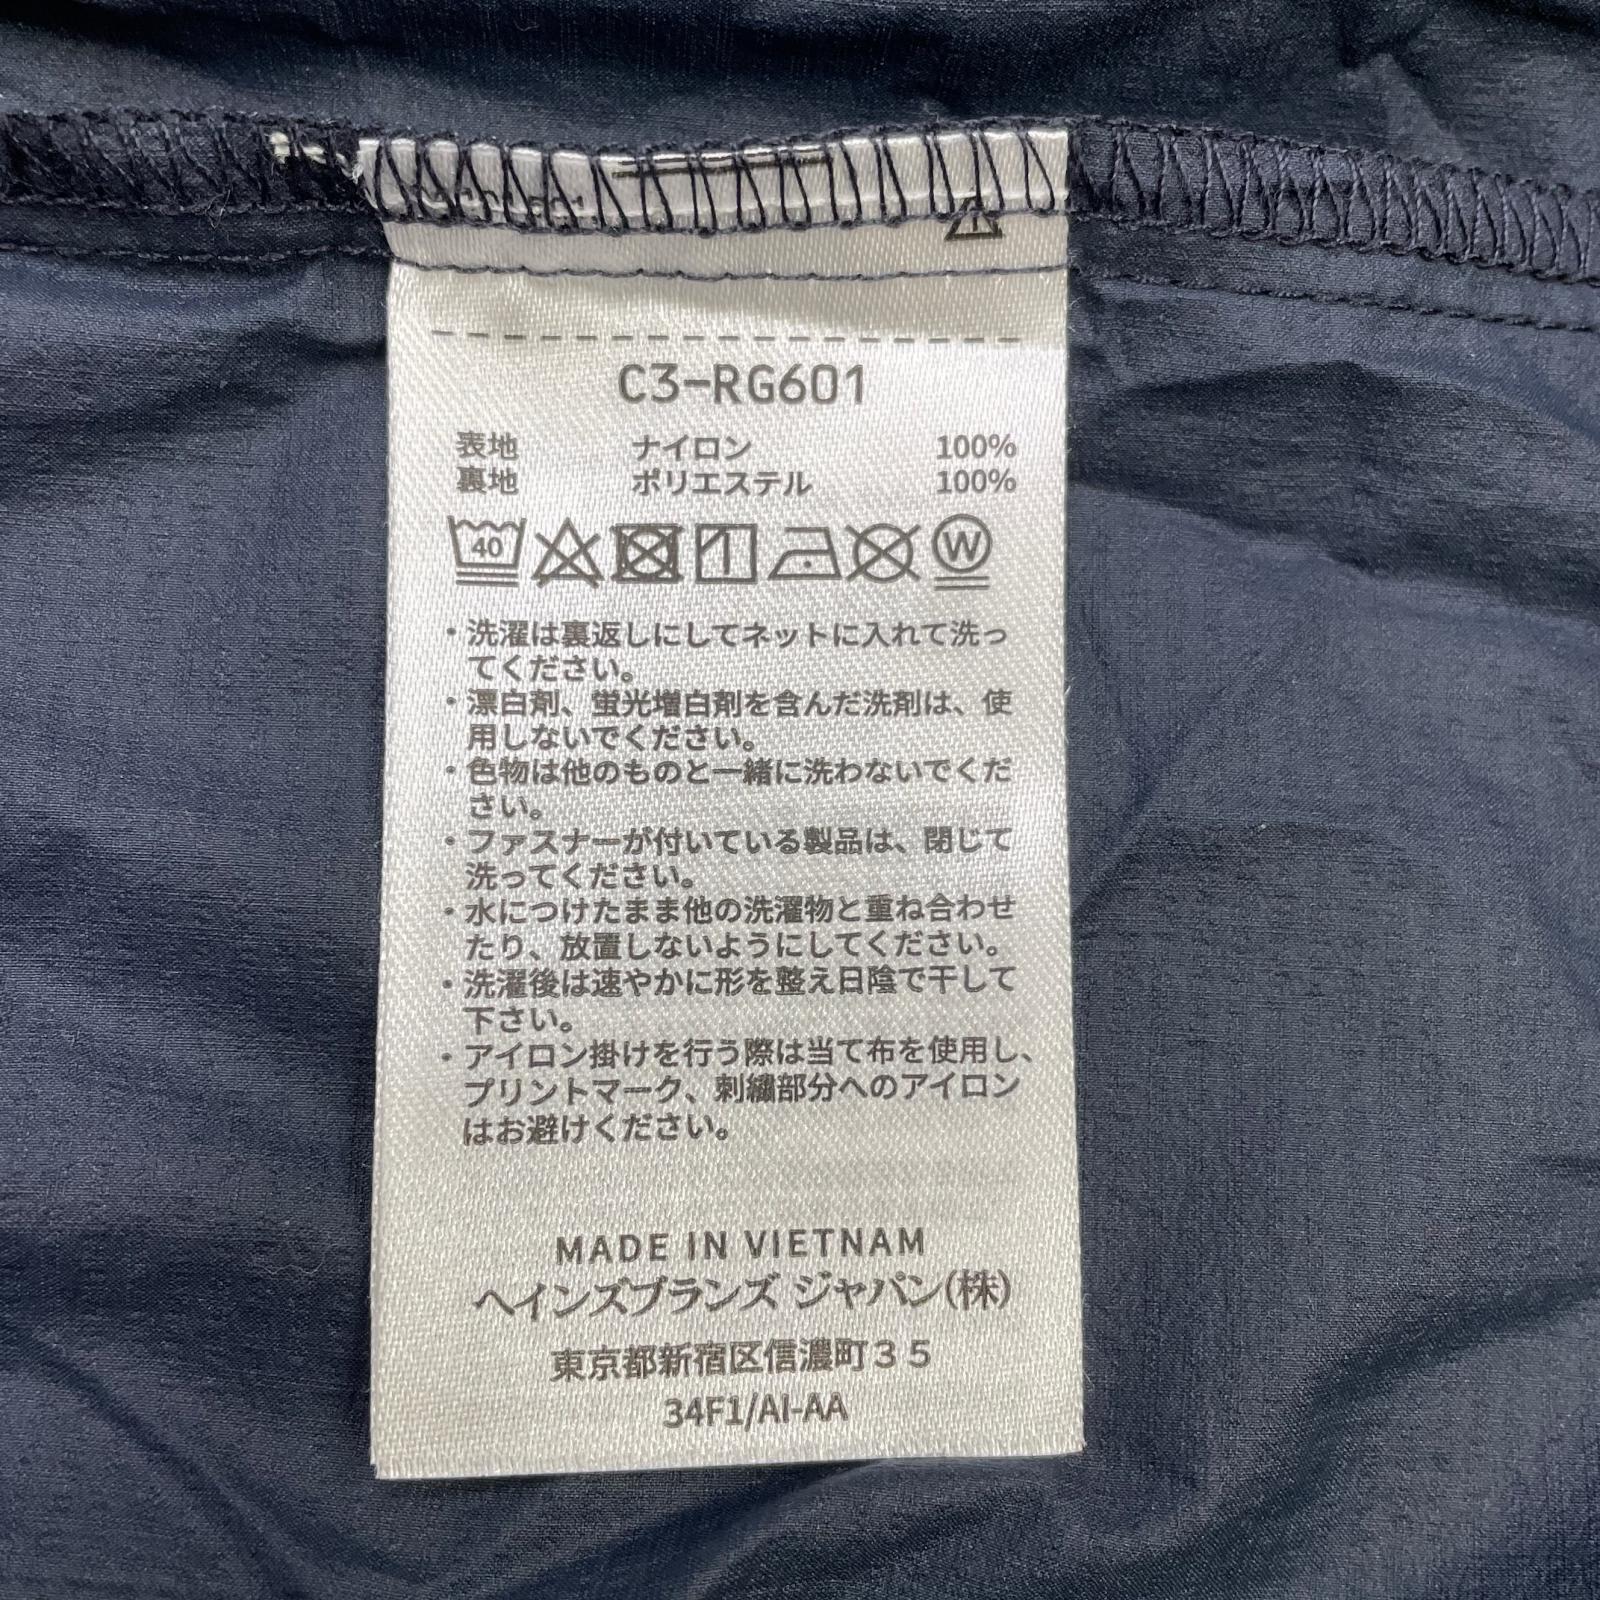 C3-RG601
表地 ナイロン 100%
裏地 ポリエステル 100%
40 W
・洗濯は裏返しにしてネットに入れて洗っ
てください。
・漂白剤、蛍光増白剤を含んだ洗剤は、使
用しないでください。
・色物は他のものと一緒に洗わないでくだ
さい。
・ファスナーが付いている製品は、閉じて
洗ってください。
・水につけたまま他の洗濯物と重ね合わせ
たり、放置しないようにしてください。
・洗濯後は速やかに形を整え日陰で干して
下さい。
・アイロン掛けを行う際は当て布を使用し、
プリントマーク、刺繍部分へのアイロン
はお避けください。
MADE IN VIETNAM
ヘインズブランズ ジャパン(株)
東京都新宿区信濃町３５
34F1/AI-AA